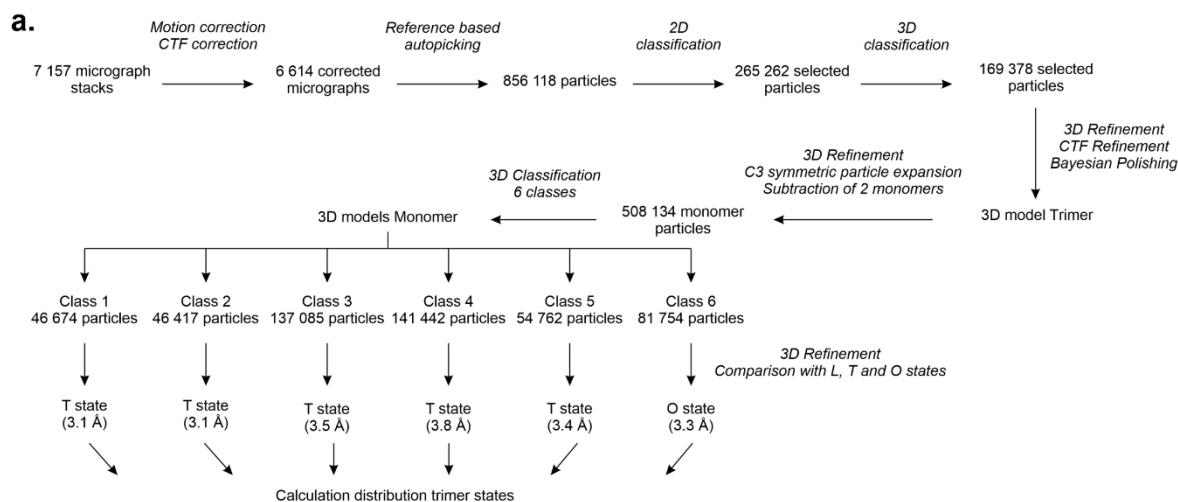 a.
Motion correction
CTF correction
Reference based
autopicking
2D
classification
3D
classification
7 157 micrograph
stacks
6 614 corrected
micrographs
856 118 particles
265 262 selected
particles
169 378 selected
particles
3D Refinement
CTF Refinement
Bayesian Polishing
3D model Trimer
3D Refinement
C3 symmetric particle expansion
Subtraction of 2 monomers
508 134 monomer
particles
3D Classification
6 classes
3D models Monomer
Class 1
46 674 particles
Class 2
46 417 particles
Class 3
137 085 particles
Class 4
141 442 particles
Class 5
54 762 particles
Class 6
81 754 particles
3D Refinement
Comparison with L, T and O states
T state
(3.1 Å)
T state
(3.1 Å)
T state
(3.5 Å)
T state
(3.8 Å)
T state
(3.4 Å)
O state
(3.3 Å)
Calculation distribution trimer states